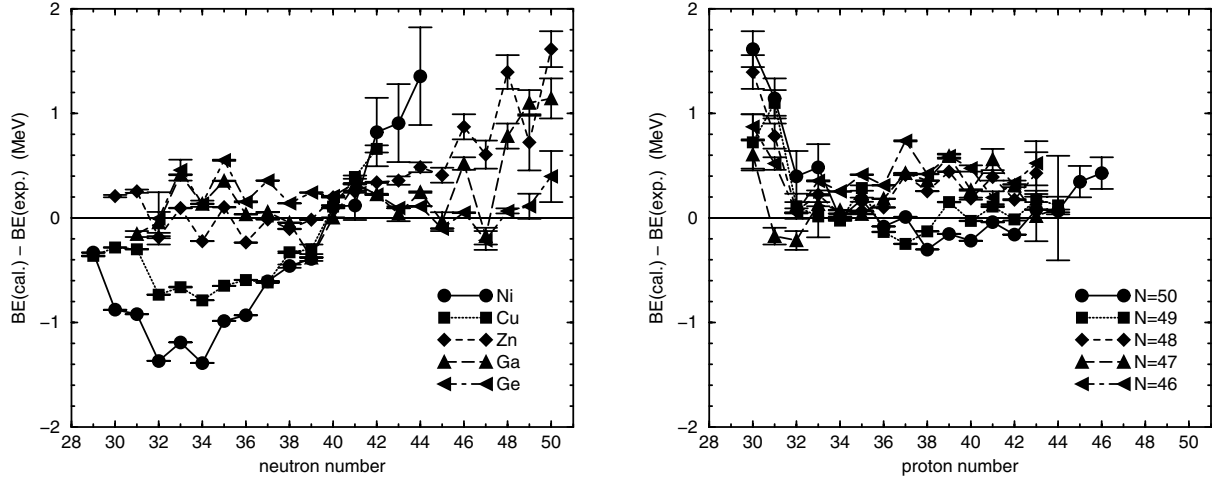 BE(cal.) − BE(exp.) (MeV)
2
1
0
−1
−2
28 30 32 34 36 38 40 42 44 46 48 50
neutron number
Ni
Cu
Zn
Ga
Ge
BE(cal.) − BE(exp.) (MeV)
2
1
0
−1
−2
28 30 32 34 36 38 40 42 44 46 48 50
proton number
N=50
N=49
N=48
N=47
N=46